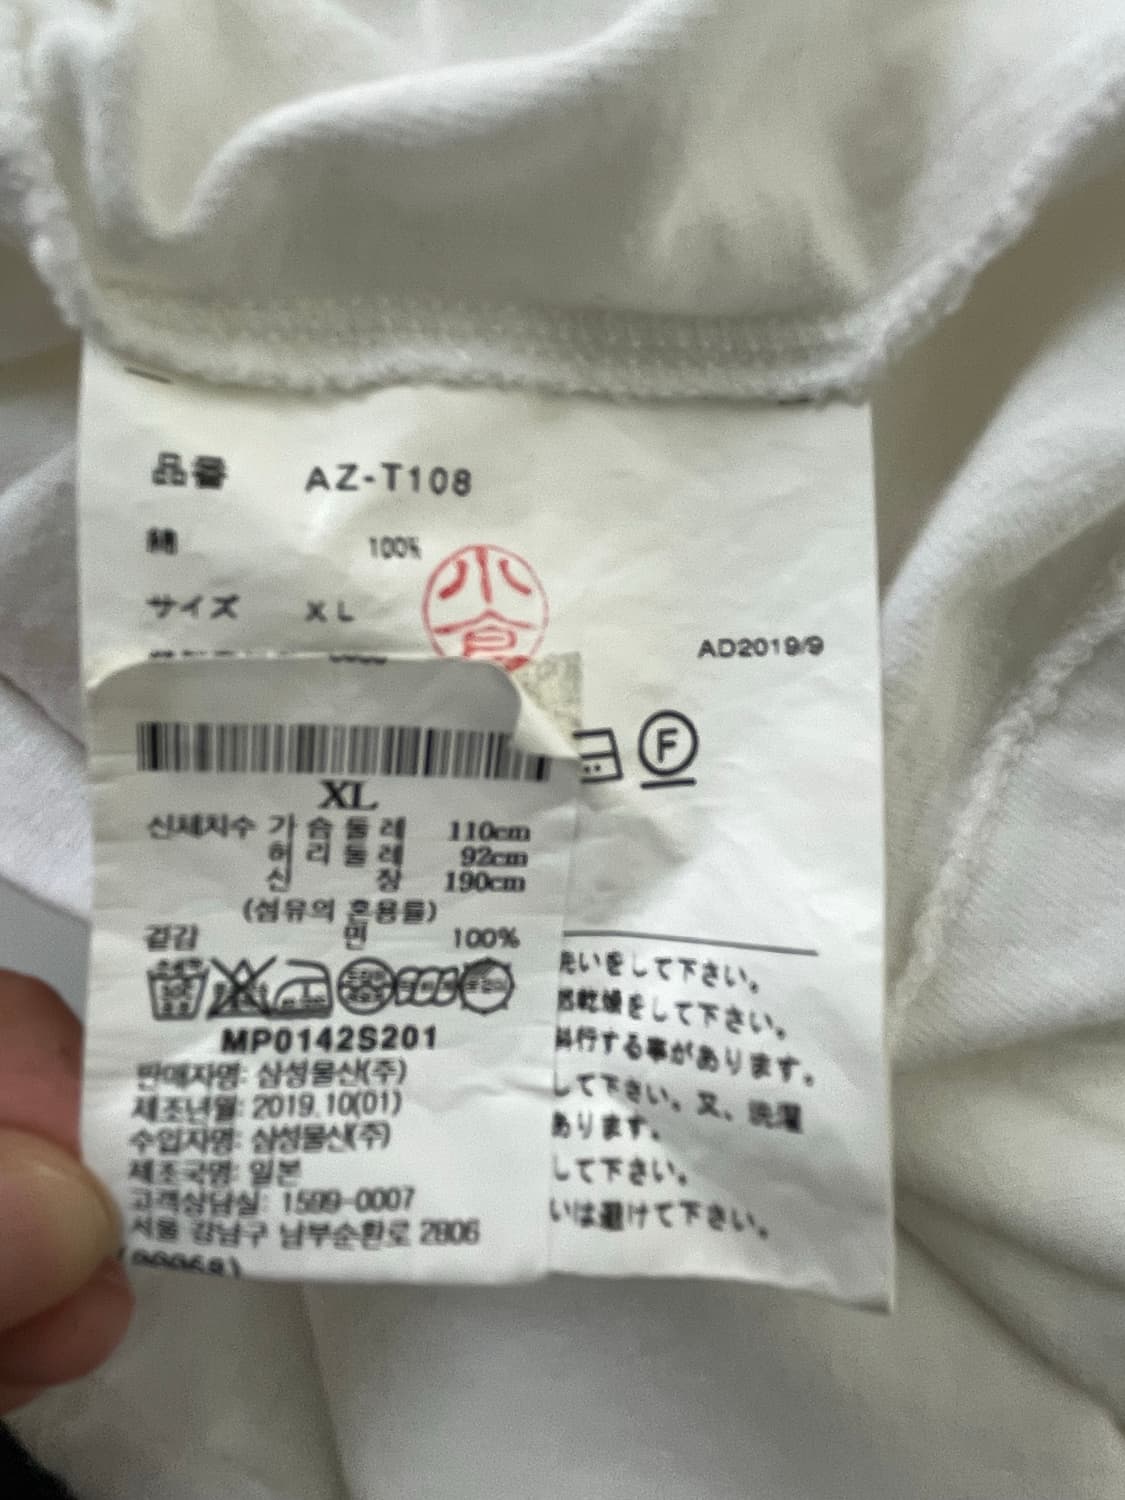 品番 AZ-T108
綿 100%
サイズ XL
小倉
AD2019/9
F
XL
신체치수 가슴둘레 110cm
허리둘레 92cm
신장 190cm
(섬유의 혼용률)
겉감 면 100%
MP0142S201
판매자명: 삼성물산(주)
제조년월: 2019.10(01)
수입자명: 삼성물산(주)
제조국명: 일본
고객상담실: 1599-0007
서울 강남구 남부순환로 2806
洗いをして下さい。
乾燥をして下さい。
行する事があります。
して下さい。又、洗濯
あります。
して下さい。
いは避けて下さい。